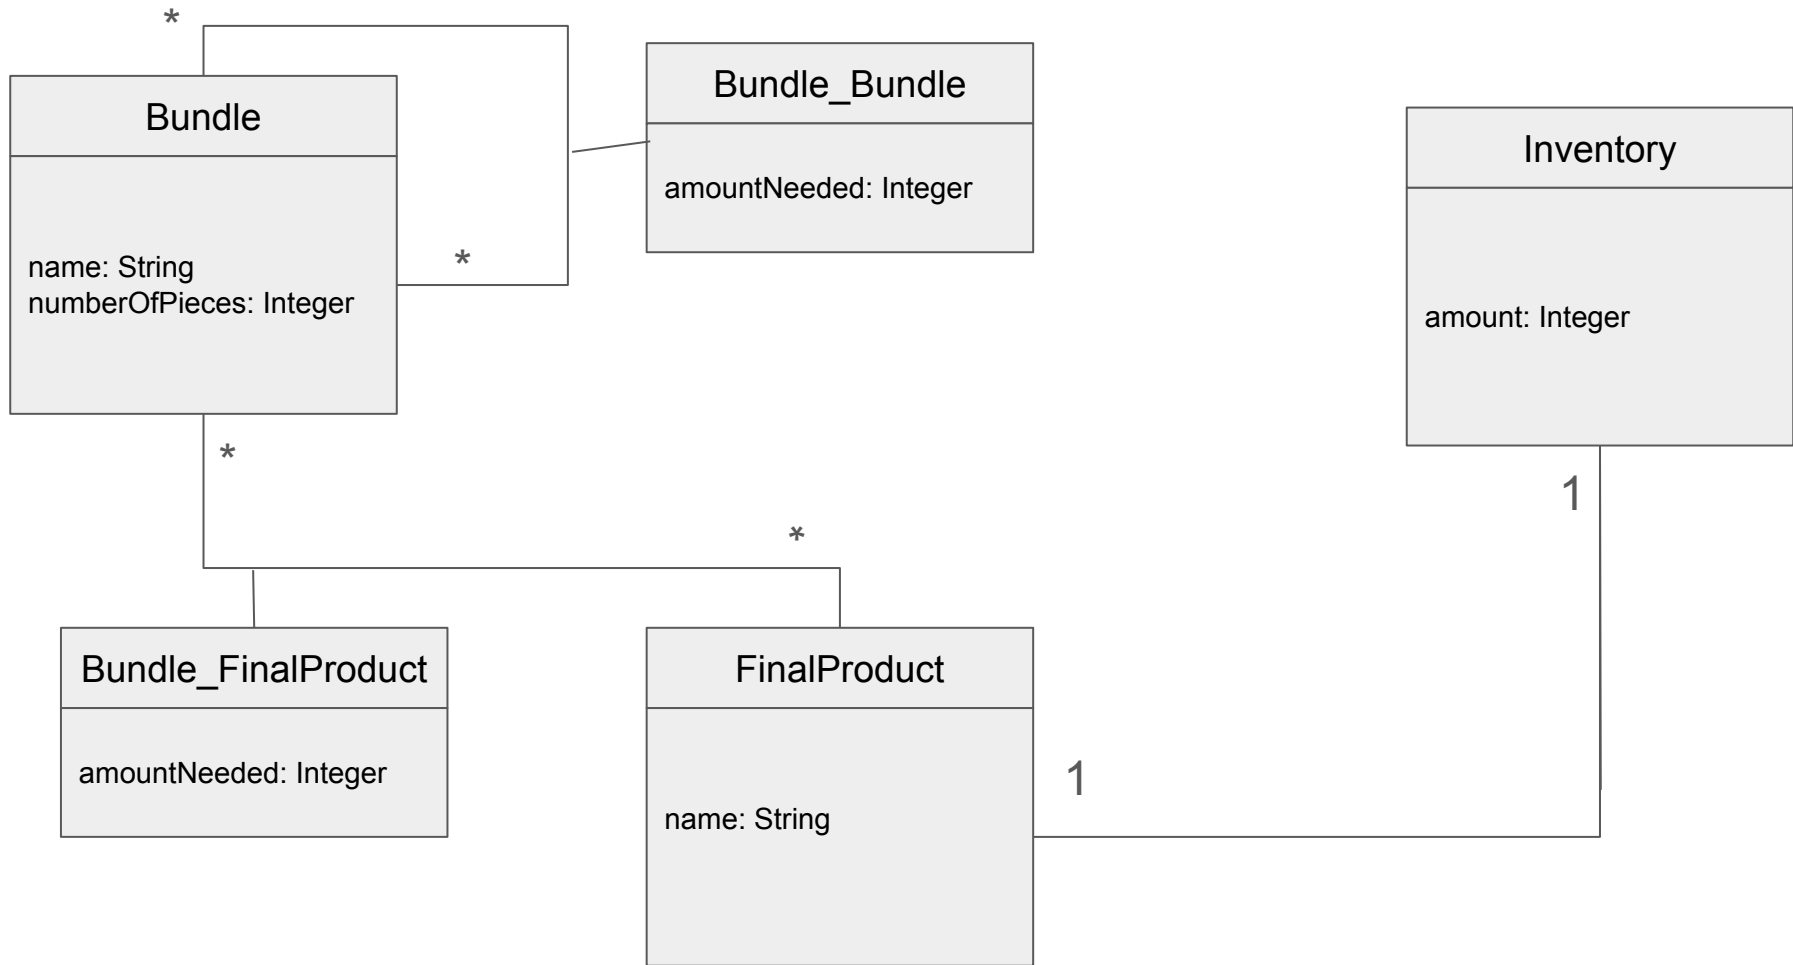 *
Bundle
name: String
numberOfPieces: Integer
*
Bundle_Bundle
amountNeeded: Integer
Inventory
amount: Integer
*
*
1
Bundle_FinalProduct
amountNeeded: Integer
FinalProduct
name: String
1